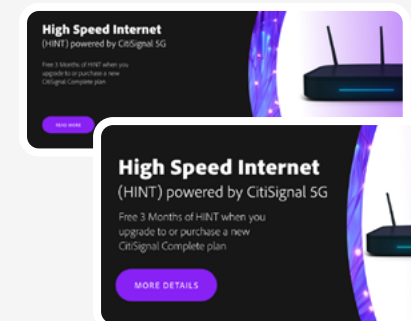 High Speed Internet
(HINT) powered by CitiSignal 5G
Free 3 Months of HINT when you
upgrade to or purchase a new
CitiSignal Complete plan
READ MORE
High Speed Internet
(HINT) powered by CitiSignal 5G
Free 3 Months of HINT when you
upgrade to or purchase a new
CitiSignal Complete plan
MORE DETAILS